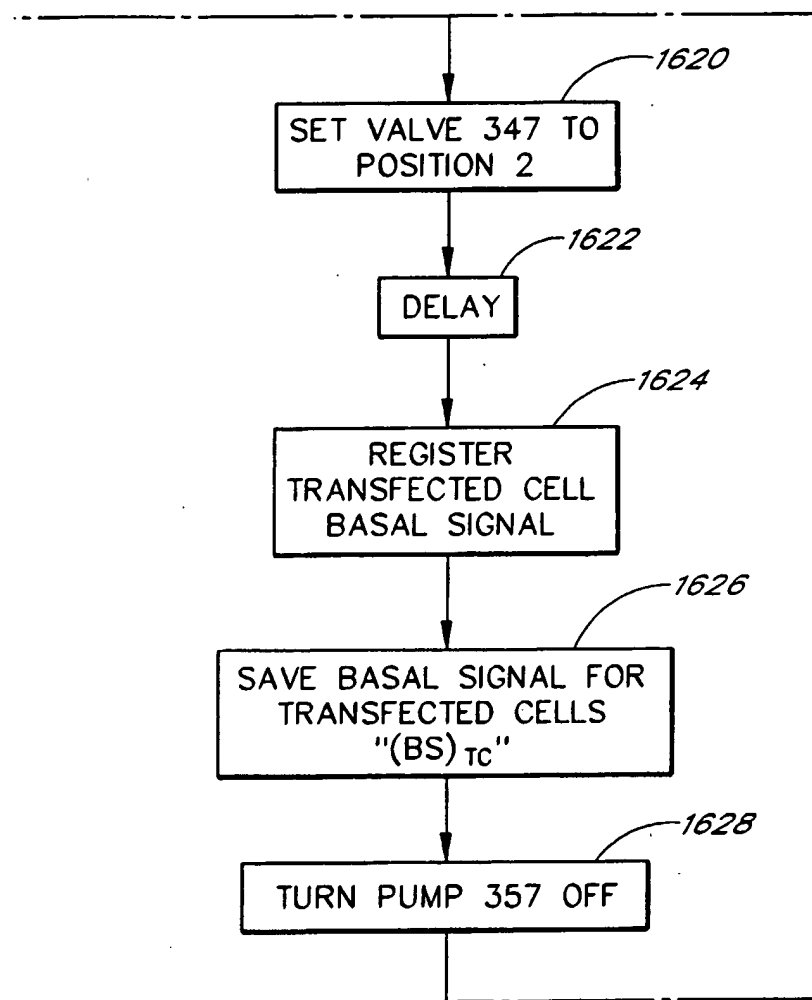 1620
SET VALVE 347 TO
POSITION 2
1622
DELAY
1624
REGISTER
TRANSFECTED CELL
BASAL SIGNAL
1626
SAVE BASAL SIGNAL FOR
TRANSFECTED CELLS
"(BS) TC"
1628
TURN PUMP 357 OFF